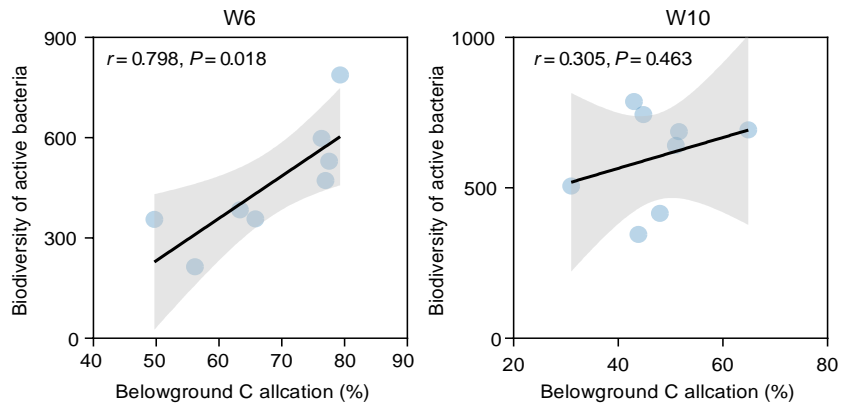 W6
Biodiversity of active bacteria
900
600
300
0
r = 0.798, P = 0.018
40 50 60 70 80 90
Belowground C allcation (%)
W10
Biodiversity of active bacteria
1000
500
0
r = 0.305, P = 0.463
20 40 60 80
Belowground C allcation (%)